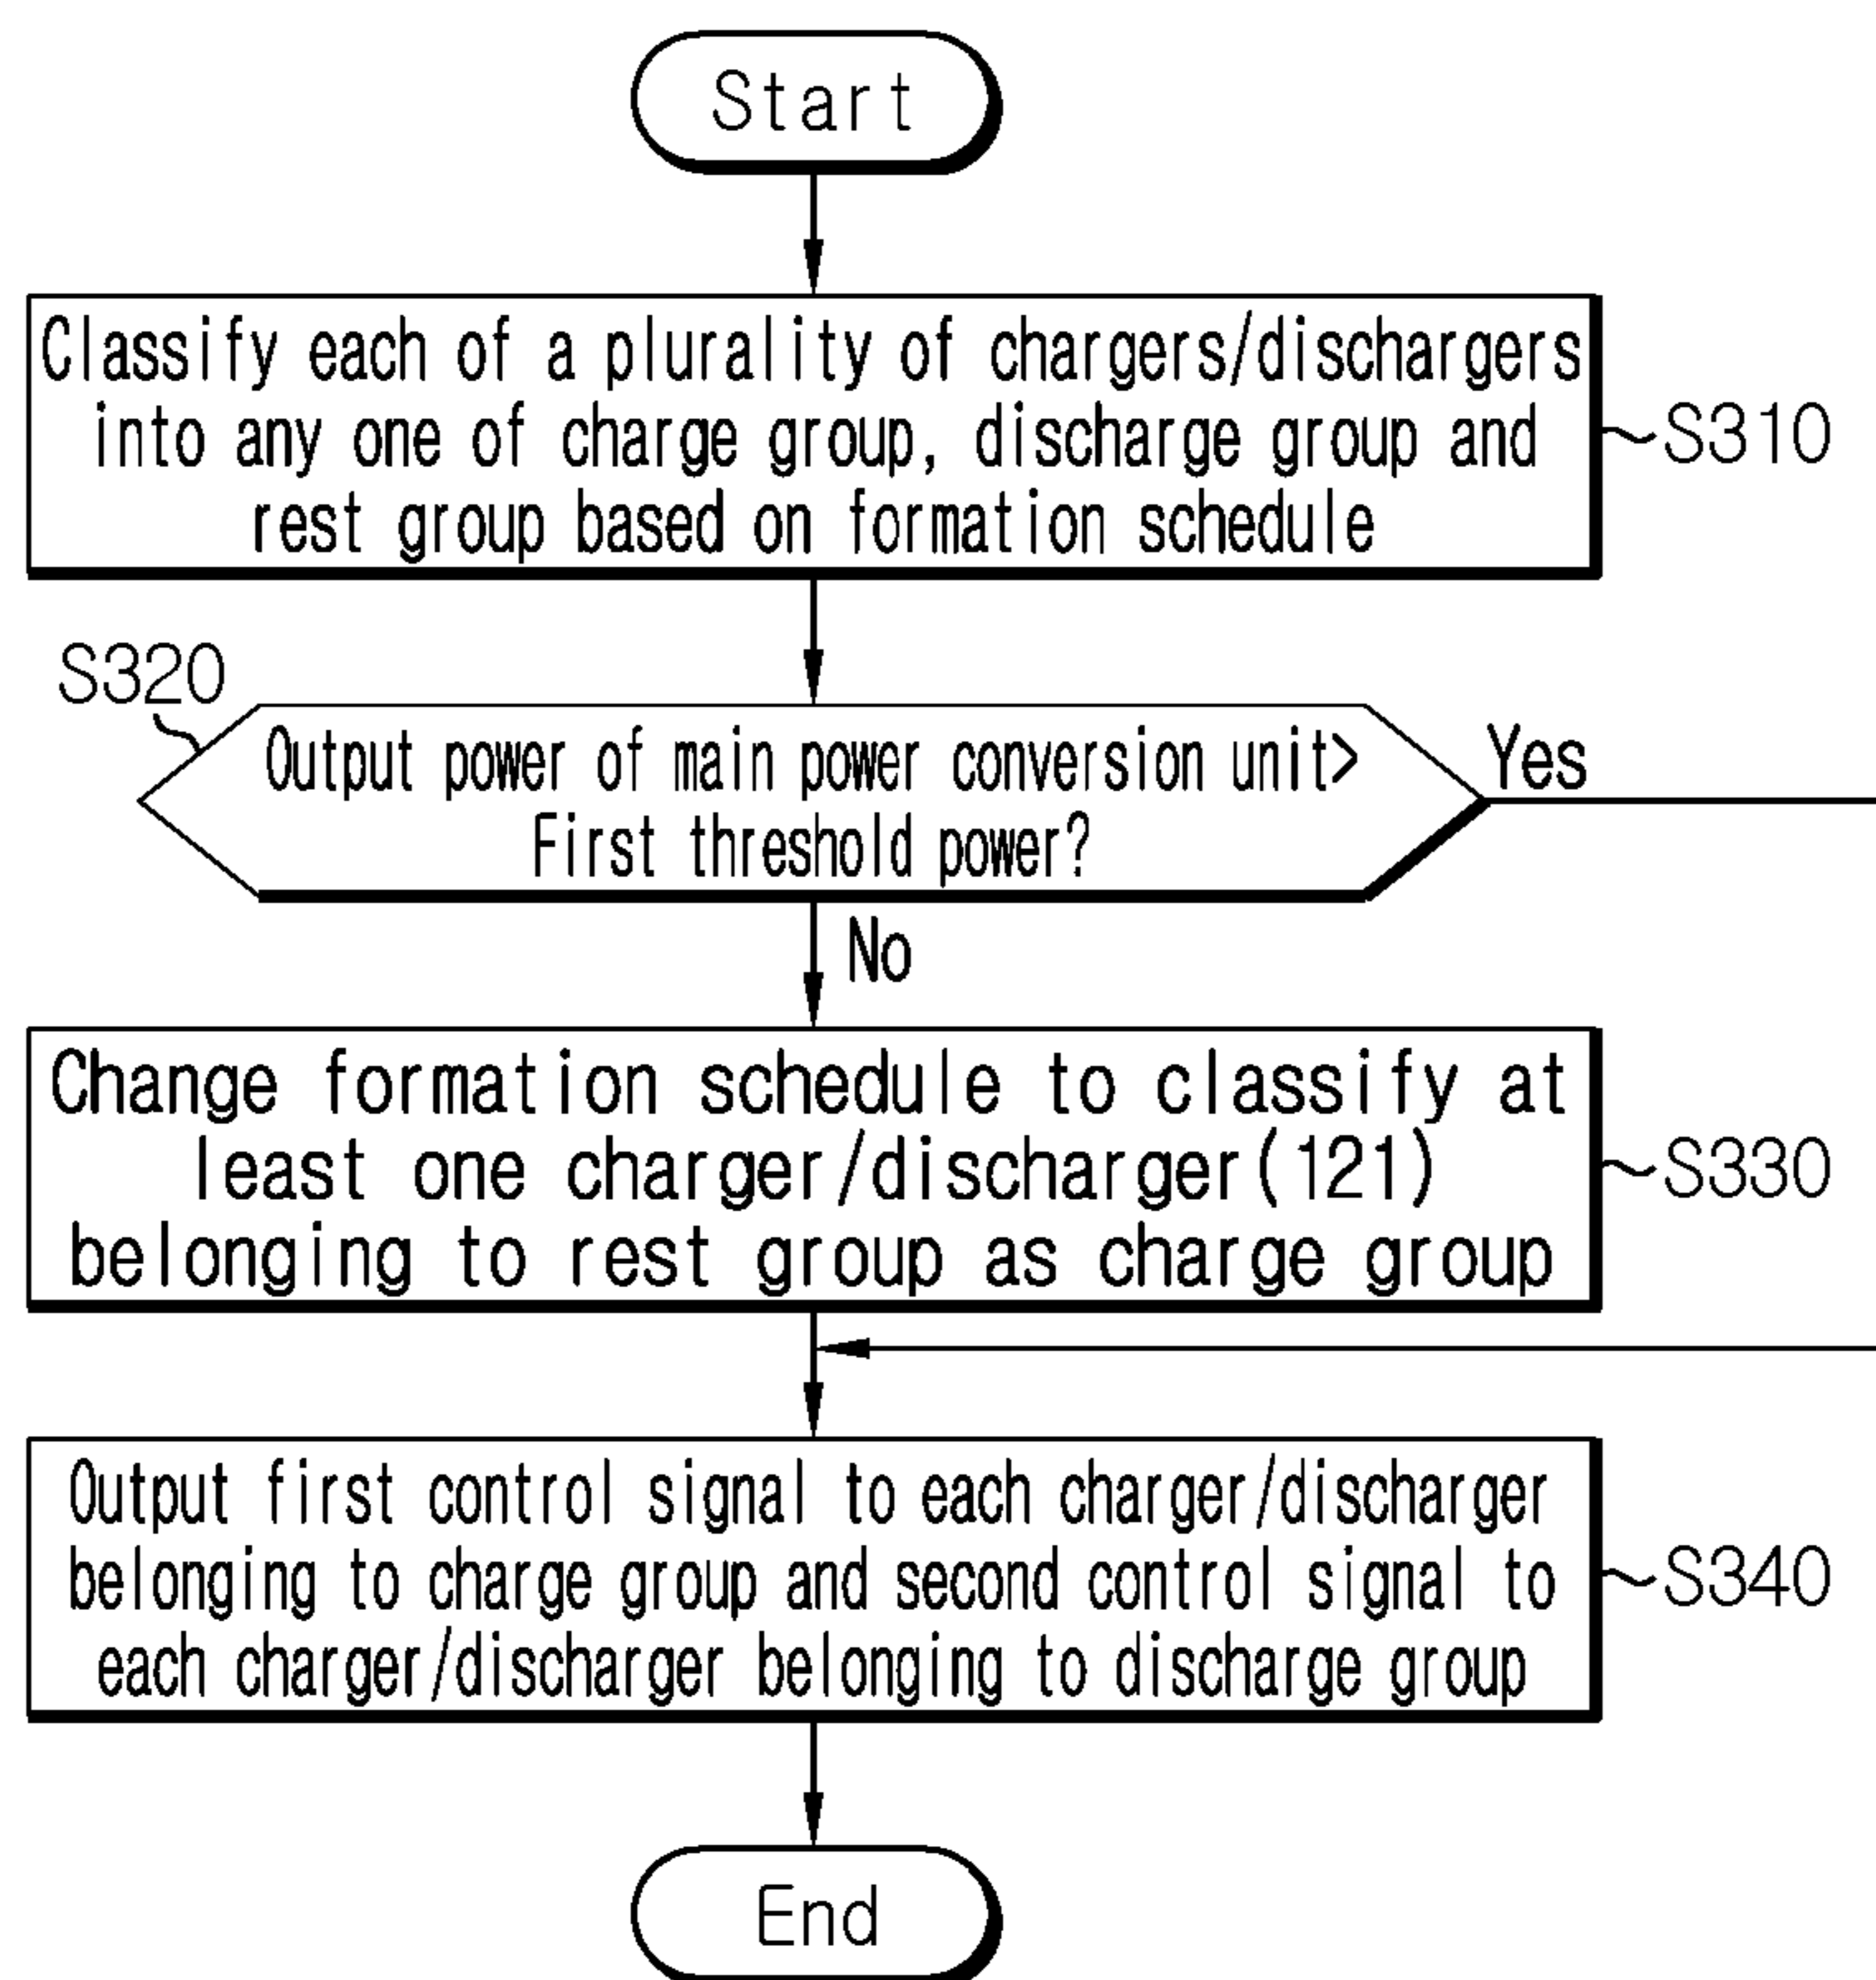 Start
Classify each of a plurality of chargers/dischargers
into any one of charge group, discharge group and
rest group based on formation schedule
S310
S320
Output power of main power conversion unit>
First threshold power?
Yes
No
Change formation schedule to classify at
least one charger/discharger(121)
belonging to rest group as charge group
S330
Output first control signal to each charger/discharger
belonging to charge group and second control signal to
each charger/discharger belonging to discharge group
S340
End